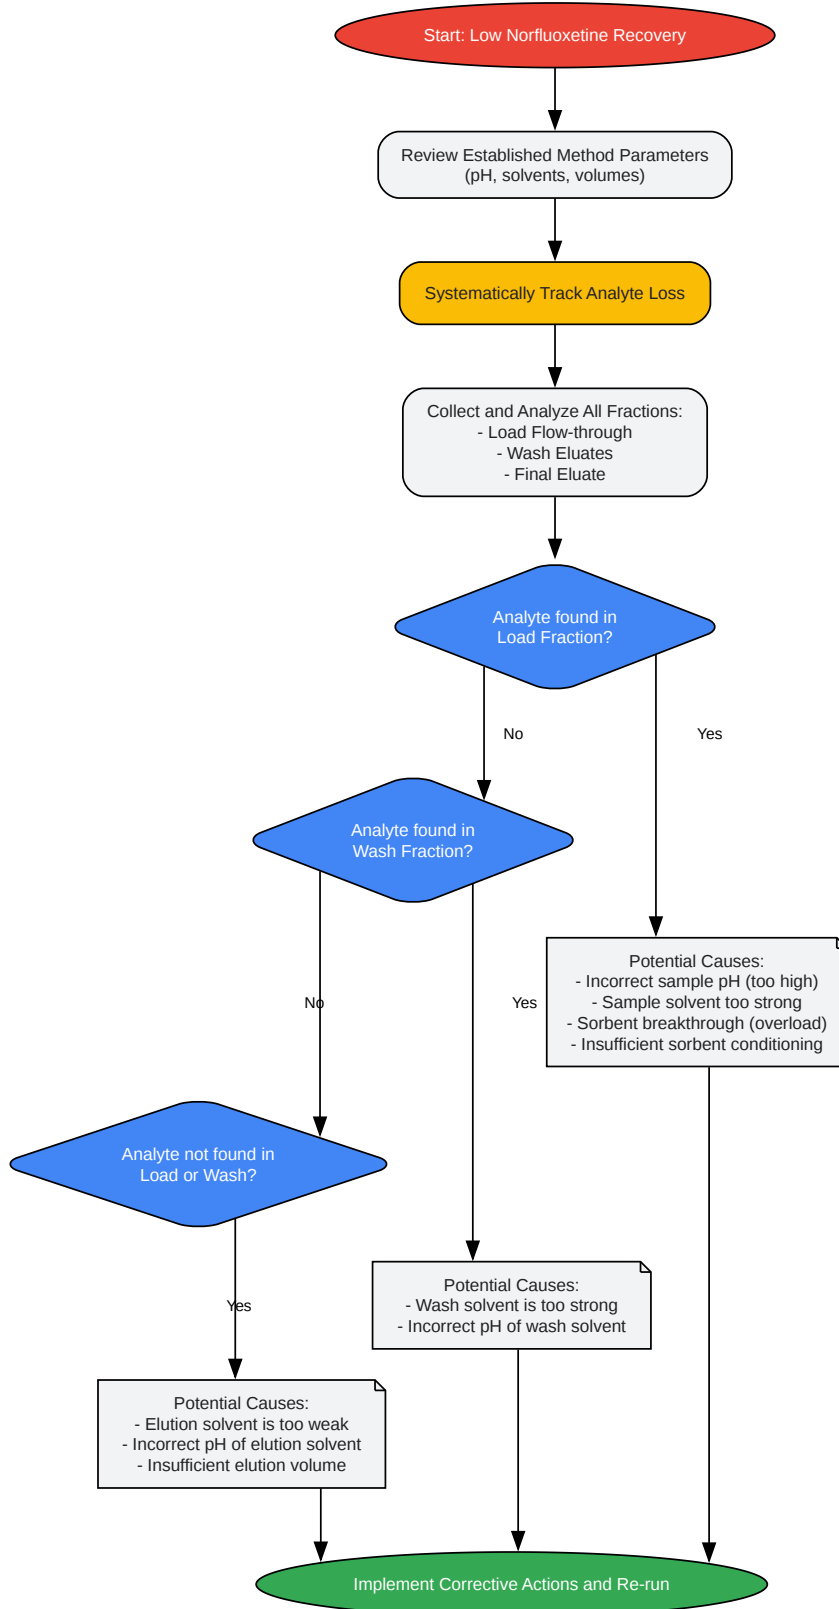 Start: Low Norfluoxetine Recovery
Review Established Method Parameters
(pH, solvents, volumes)
Systematically Track Analyte Loss
Collect and Analyze All Fractions:
- Load Flow-through
- Wash Eluates
- Final Eluate
Analyte found in
Load Fraction?
No
Yes
Analyte found in
Wash Fraction?
Potential Causes:
- Incorrect sample pH (too high)
- Sample solvent too strong
- Sorbent breakthrough (overload)
- Insufficient sorbent conditioning
No
Yes
Analyte not found in
Load or Wash?
Potential Causes:
- Wash solvent is too strong
- Incorrect pH of wash solvent
Yes
Potential Causes:
- Elution solvent is too weak
- Incorrect pH of elution solvent
- Insufficient elution volume
Implement Corrective Actions and Re-run